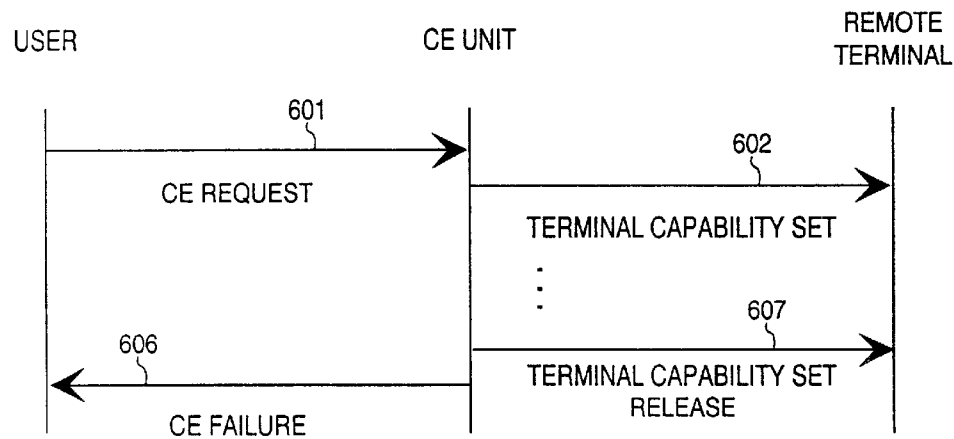 USER
CE UNIT
REMOTE
TERMINAL
601
602
CE REQUEST
TERMINAL CAPABILITY SET
607
606
TERMINAL CAPABILITY SET
RELEASE
CE FAILURE